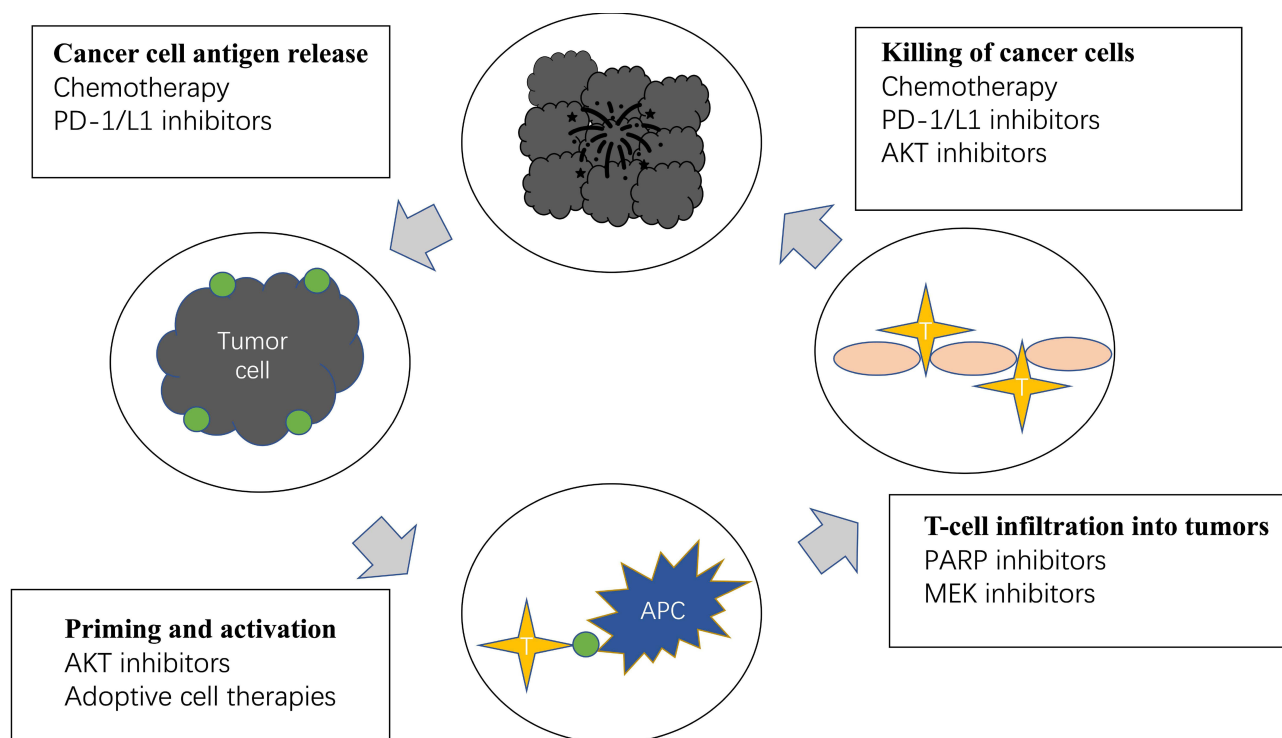 Cancer cell antigen release
Chemotherapy
PD-1/L1 inhibitors
Killing of cancer cells
Chemotherapy
PD-1/L1 inhibitors
AKT inhibitors
Tumor
cell
T
T
T-cell infiltration into tumors
PARP inhibitors
MEK inhibitors
Priming and activation
AKT inhibitors
Adoptive cell therapies
T
APC